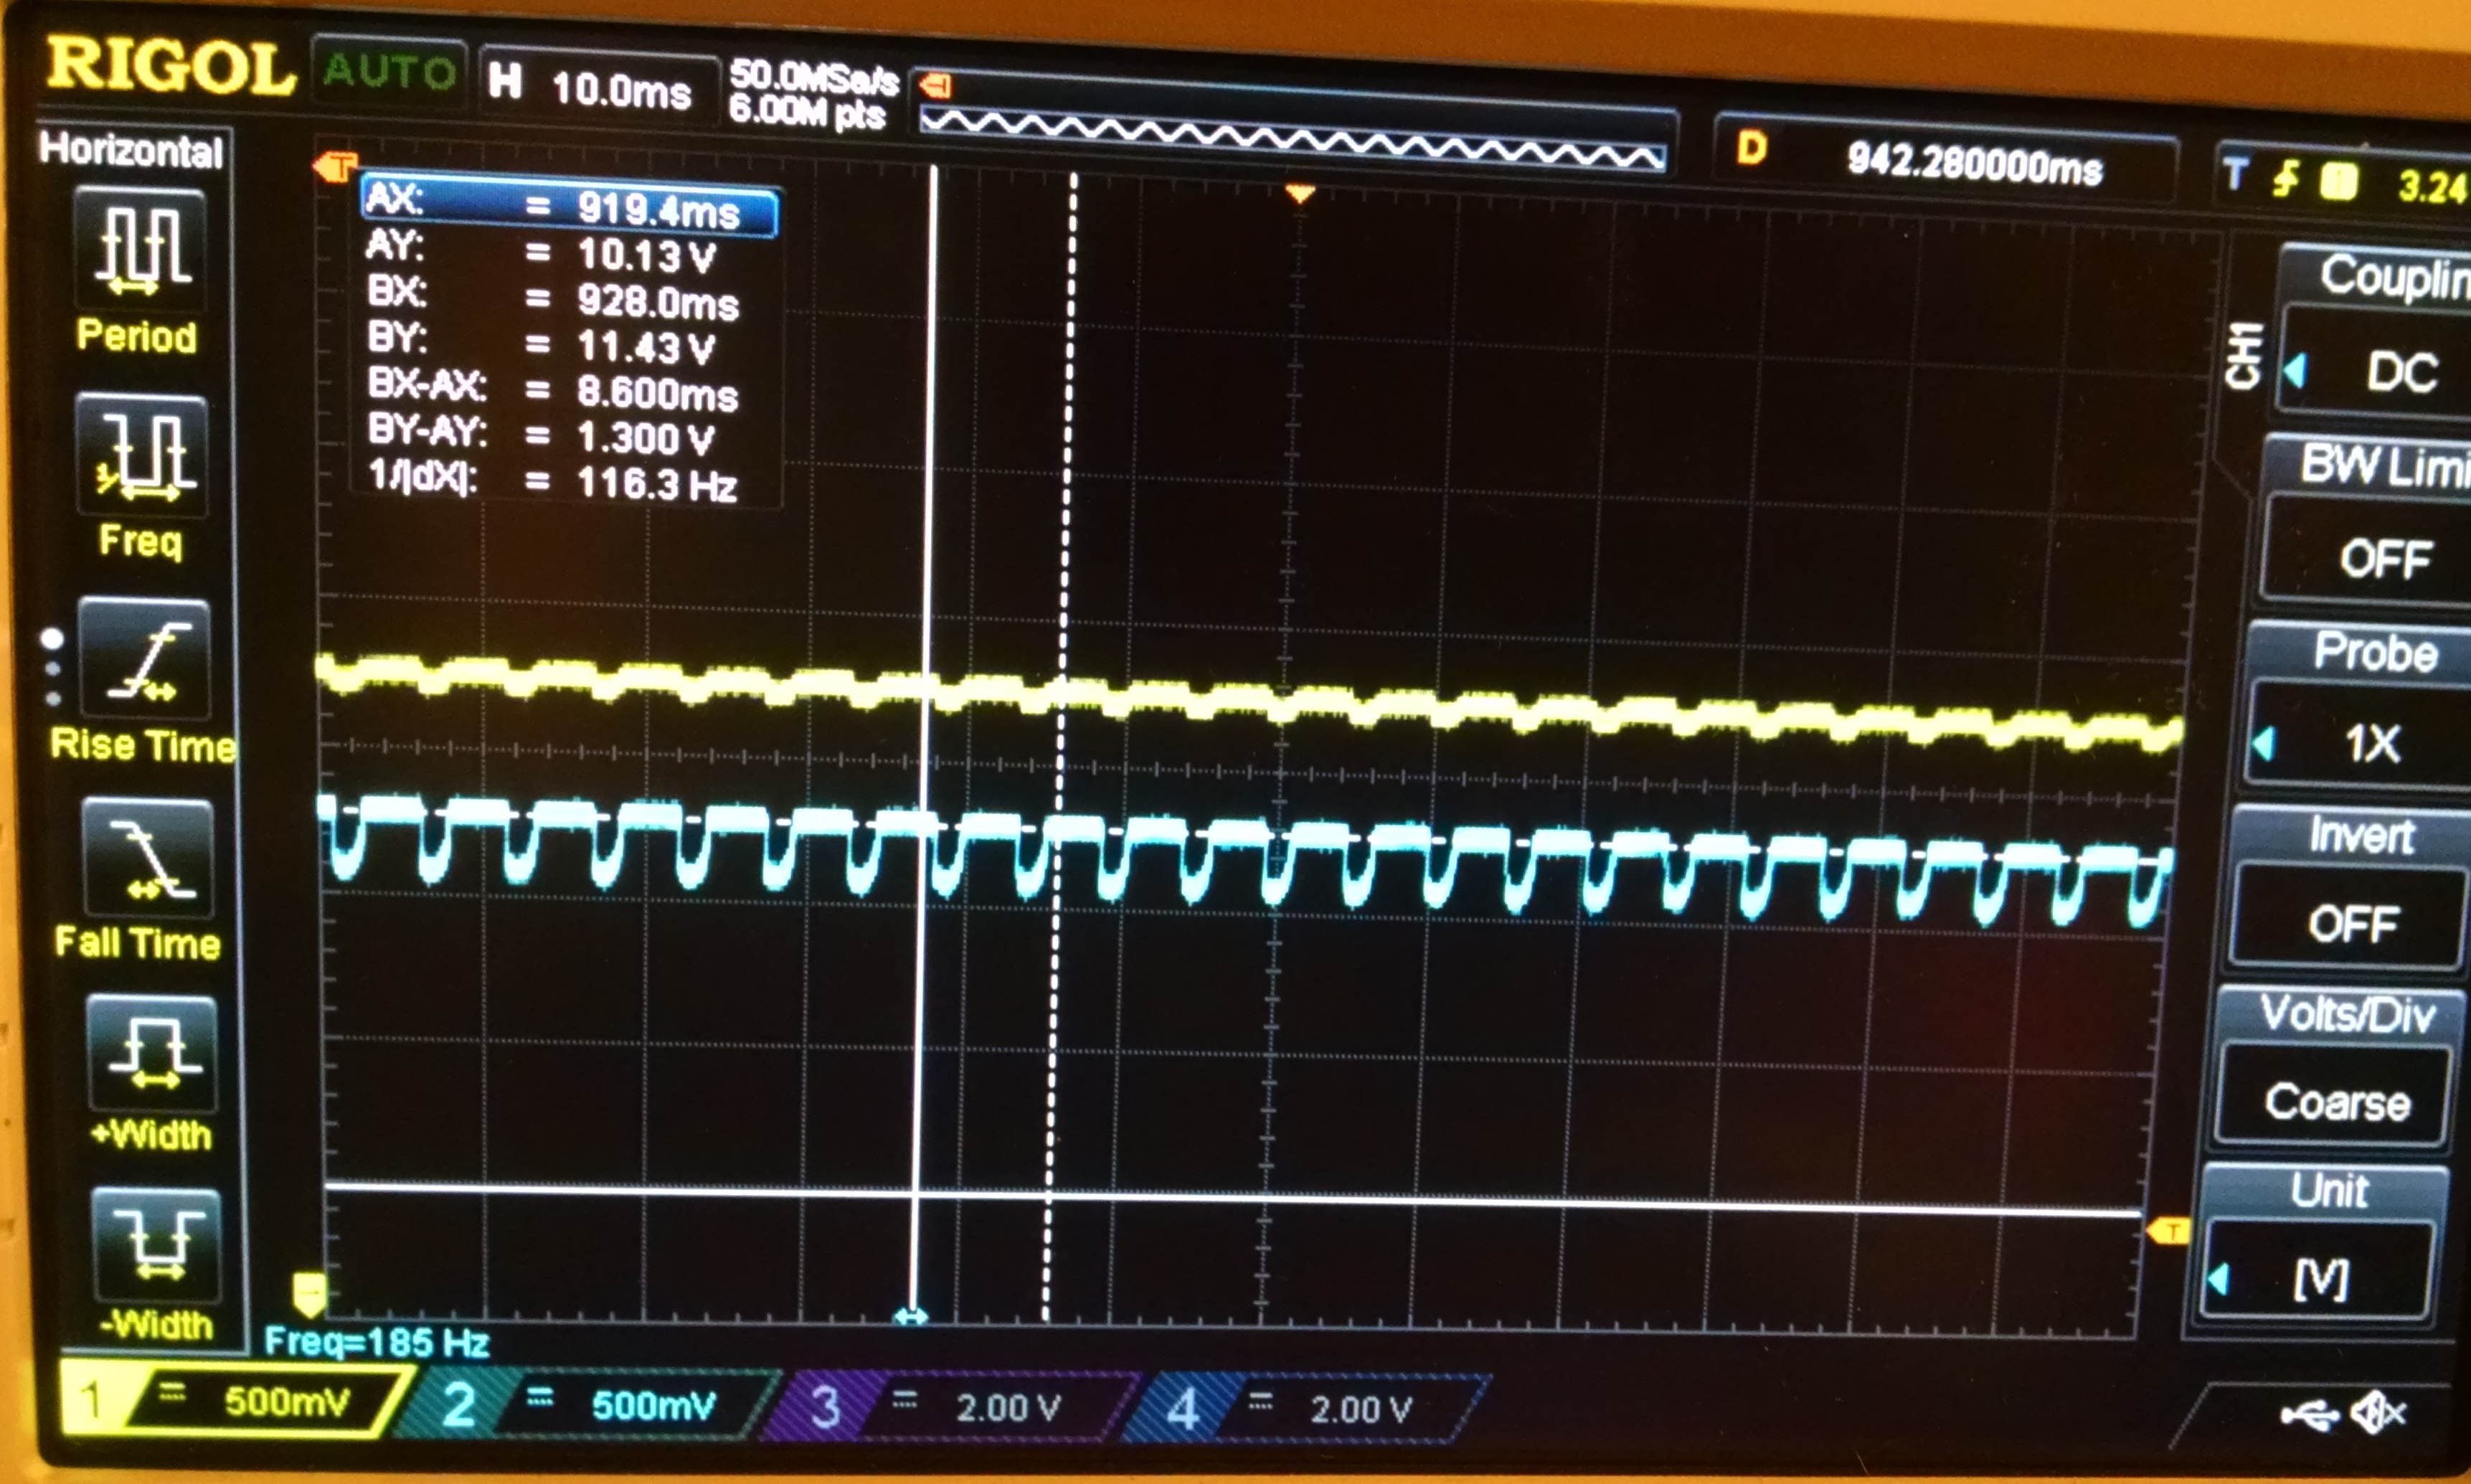 RIGOL AUTO H 10.0ms 50.0MSa/s
6.00M pts
D 942.280000ms
T 1 3.24
Horizontal
Period
Freq
Rise Time
Fall Time
+Width
-Width
T
AX: = 919.4ms
AY: = 10.13 V
BX: = 928.0ms
BY: = 11.43 V
BX-AX: = 8.600ms
BY-AY: = 1.300 V
1/|dX|: = 116.3 Hz
T
CH1
Couplin
DC
BW Limi
OFF
Probe
1X
Invert
OFF
Volts/Div
Coarse
Unit
[V]
Freq=185 Hz
1 500mV 2 500mV 3 2.00 V 4 2.00 V